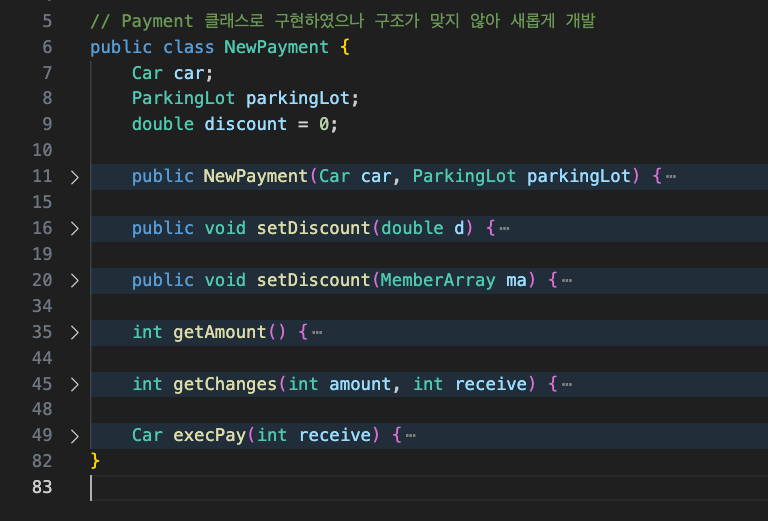 5 // Payment 클래스로 구현하였으나 구조가 맞지 않아 새롭게 개발
6 public class NewPayment {
7 Car car;
8 ParkingLot parkingLot;
9 double discount = 0;
10
11 > public NewPayment(Car car, ParkingLot parkingLot) {⋯
15
16 > public void setDiscount(double d) {⋯
19
20 > public void setDiscount(MemberArray ma) {⋯
34
35 > int getAmount() {⋯
44
45 > int getChanges(int amount, int receive) {⋯
48
49 > Car execPay(int receive) {⋯
82 }
83